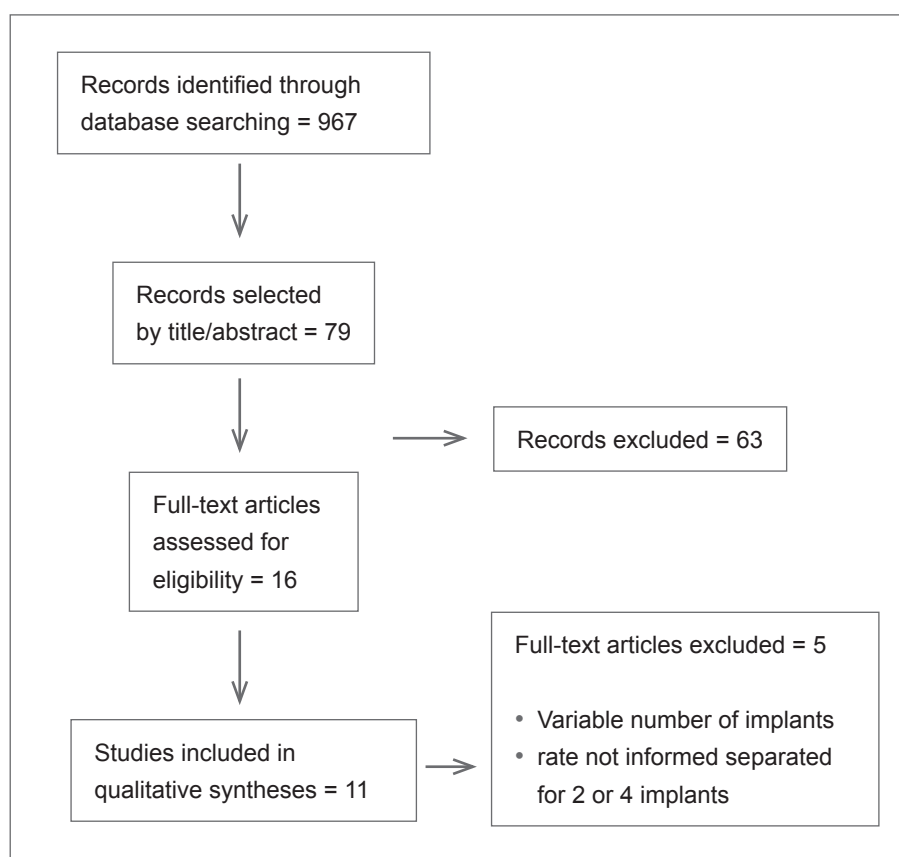 Records identified through
database searching = 967
Records selected
by title/abstract = 79
Records excluded = 63
Full-text articles
assessed for
eligibility = 16
Full-text articles excluded = 5
• Variable number of implants
• rate not informed separated
for 2 or 4 implants
Studies included in
qualitative syntheses = 11